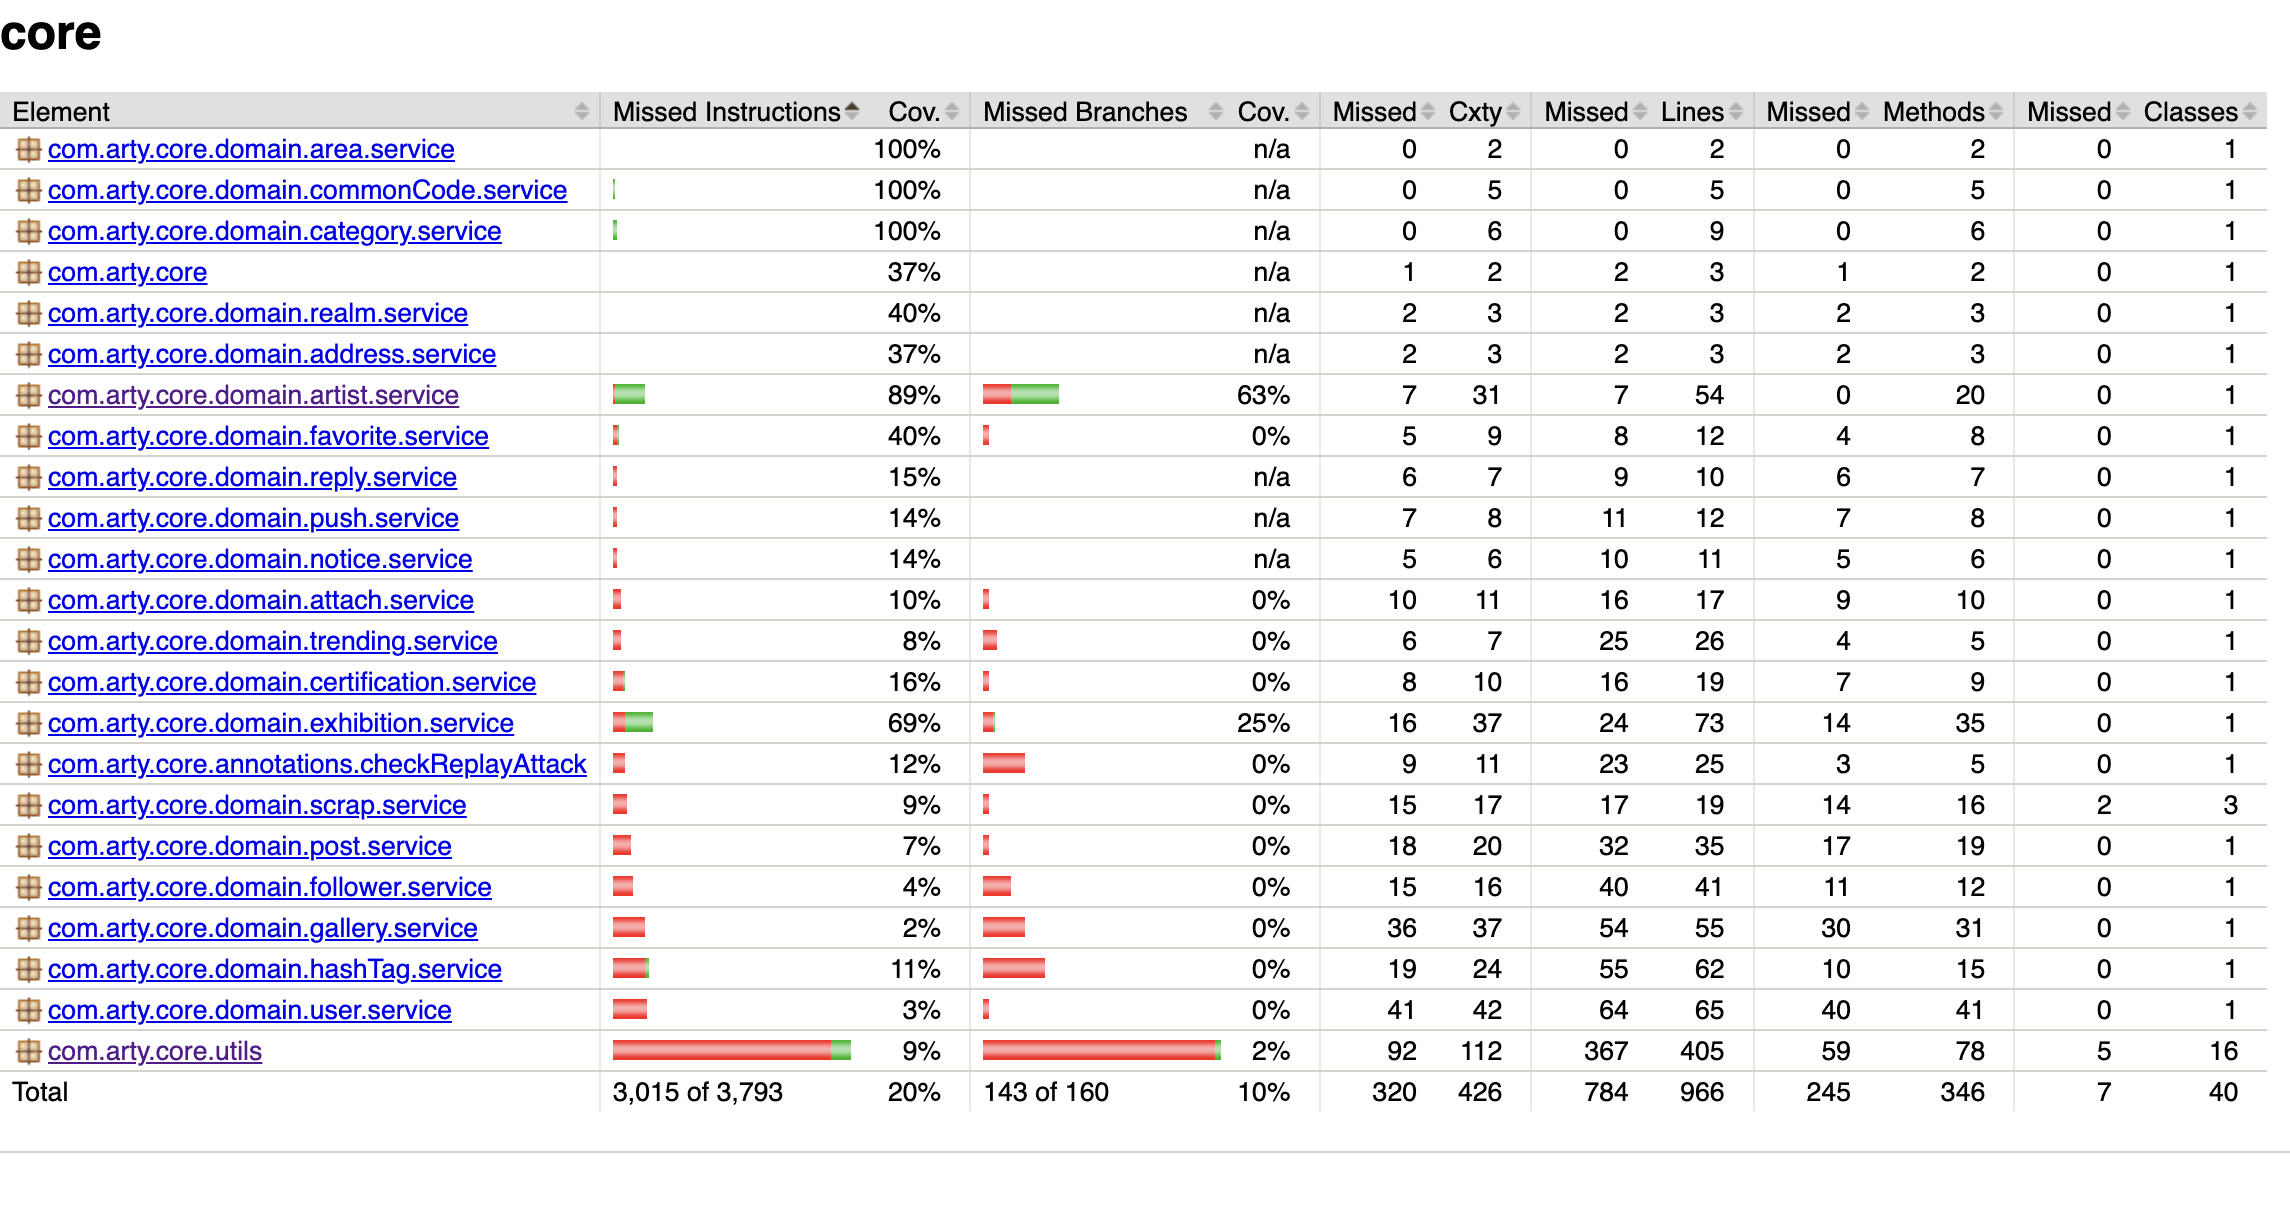 core
Element Missed Instructions Cov. Missed Branches Cov. Missed Cxty Missed Lines Missed Methods Missed Classes
com.arty.core.domain.area.service 100% n/a 0 2 0 2 0 2 0 1
com.arty.core.domain.commonCode.service 100% n/a 0 5 0 5 0 5 0 1
com.arty.core.domain.category.service 100% n/a 0 6 0 9 0 6 0 1
com.arty.core 37% n/a 1 2 2 3 1 2 0 1
com.arty.core.domain.realm.service 40% n/a 2 3 2 3 2 3 0 1
com.arty.core.domain.address.service 37% n/a 2 3 2 3 2 3 0 1
com.arty.core.domain.artist.service 89% 63% 7 31 7 54 0 20 0 1
com.arty.core.domain.favorite.service 40% 0% 5 9 8 12 4 8 0 1
com.arty.core.domain.reply.service 15% n/a 6 7 9 10 6 7 0 1
com.arty.core.domain.push.service 14% n/a 7 8 11 12 7 8 0 1
com.arty.core.domain.notice.service 14% n/a 5 6 10 11 5 6 0 1
com.arty.core.domain.attach.service 10% 0% 10 11 16 17 9 10 0 1
com.arty.core.domain.trending.service 8% 0% 6 7 25 26 4 5 0 1
com.arty.core.domain.certification.service 16% 0% 8 10 16 19 7 9 0 1
com.arty.core.domain.exhibition.service 69% 25% 16 37 24 73 14 35 0 1
com.arty.core.annotations.checkReplayAttack 12% 0% 9 11 23 25 3 5 0 1
com.arty.core.domain.scrap.service 9% 0% 15 17 17 19 14 16 2 3
com.arty.core.domain.post.service 7% 0% 18 20 32 35 17 19 0 1
com.arty.core.domain.follower.service 4% 0% 15 16 40 41 11 12 0 1
com.arty.core.domain.gallery.service 2% 0% 36 37 54 55 30 31 0 1
com.arty.core.domain.hashTag.service 11% 0% 19 24 55 62 10 15 0 1
com.arty.core.domain.user.service 3% 0% 41 42 64 65 40 41 0 1
com.arty.core.utils 9% 2% 92 112 367 405 59 78 5 16
Total 3,015 of 3,793 20% 143 of 160 10% 320 426 784 966 245 346 7 40